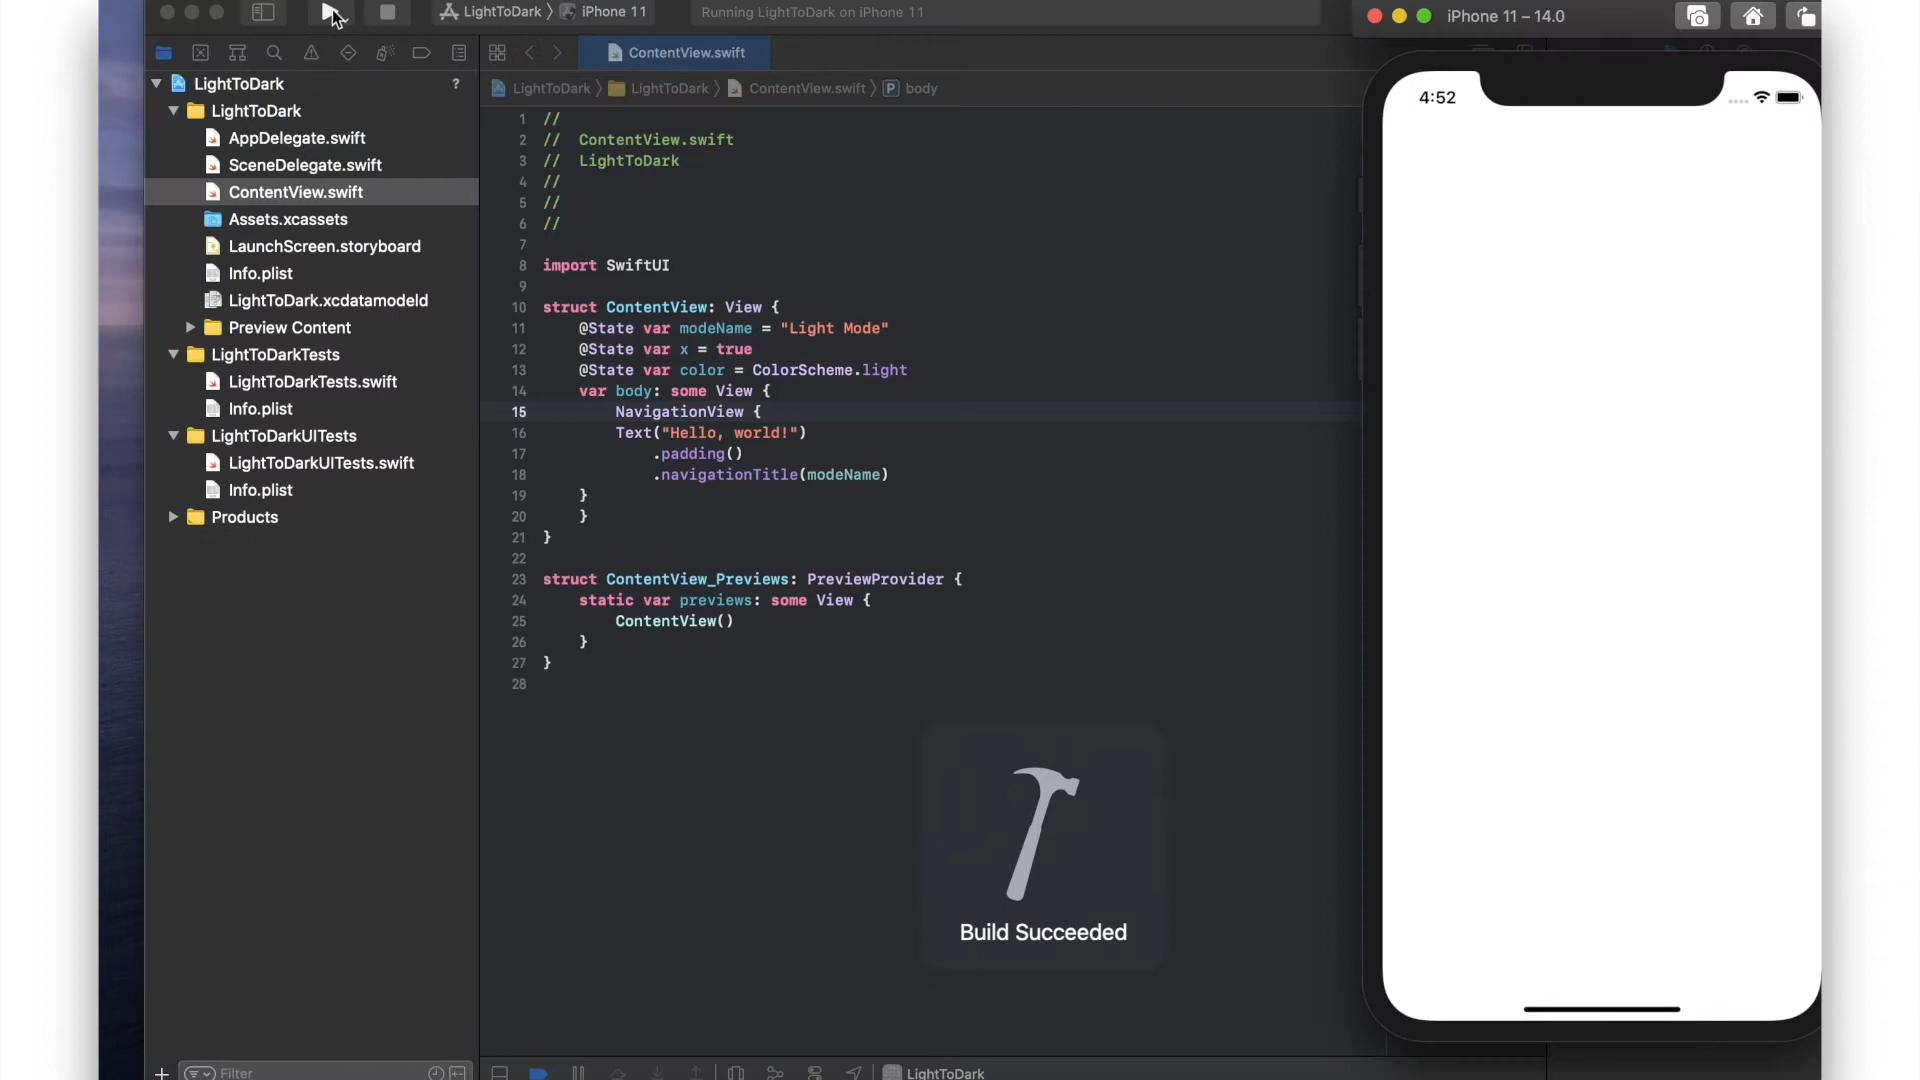 LightToDark 〉 iPhone 11
Running LightToDark on iPhone 11
iPhone 11 – 14.0
ContentView.swift
LightToDark ?
LightToDark
AppDelegate.swift
SceneDelegate.swift
ContentView.swift
Assets.xcassets
LaunchScreen.storyboard
Info.plist
LightToDark.xcdatamodeld
Preview Content
LightToDarkTests
LightToDarkTests.swift
Info.plist
LightToDarkUITests
LightToDarkUITests.swift
Info.plist
Products
Filter
LightToDark 〉 LightToDark 〉 ContentView.swift 〉 P body
1 //
2 //  ContentView.swift
3 //  LightToDark
4 //
5 //
6 //
7
8 import SwiftUI
9
10 struct ContentView: View {
11     @State var modeName = "Light Mode"
12     @State var x = true
13     @State var color = ColorScheme.light
14     var body: some View {
15         NavigationView {
16         Text("Hello, world!")
17             .padding()
18             .navigationTitle(modeName)
19     }
20     }
21 }
22
23 struct ContentView_Previews: PreviewProvider {
24     static var previews: some View {
25         ContentView()
26     }
27 }
28
Build Succeeded
LightToDark
4:52